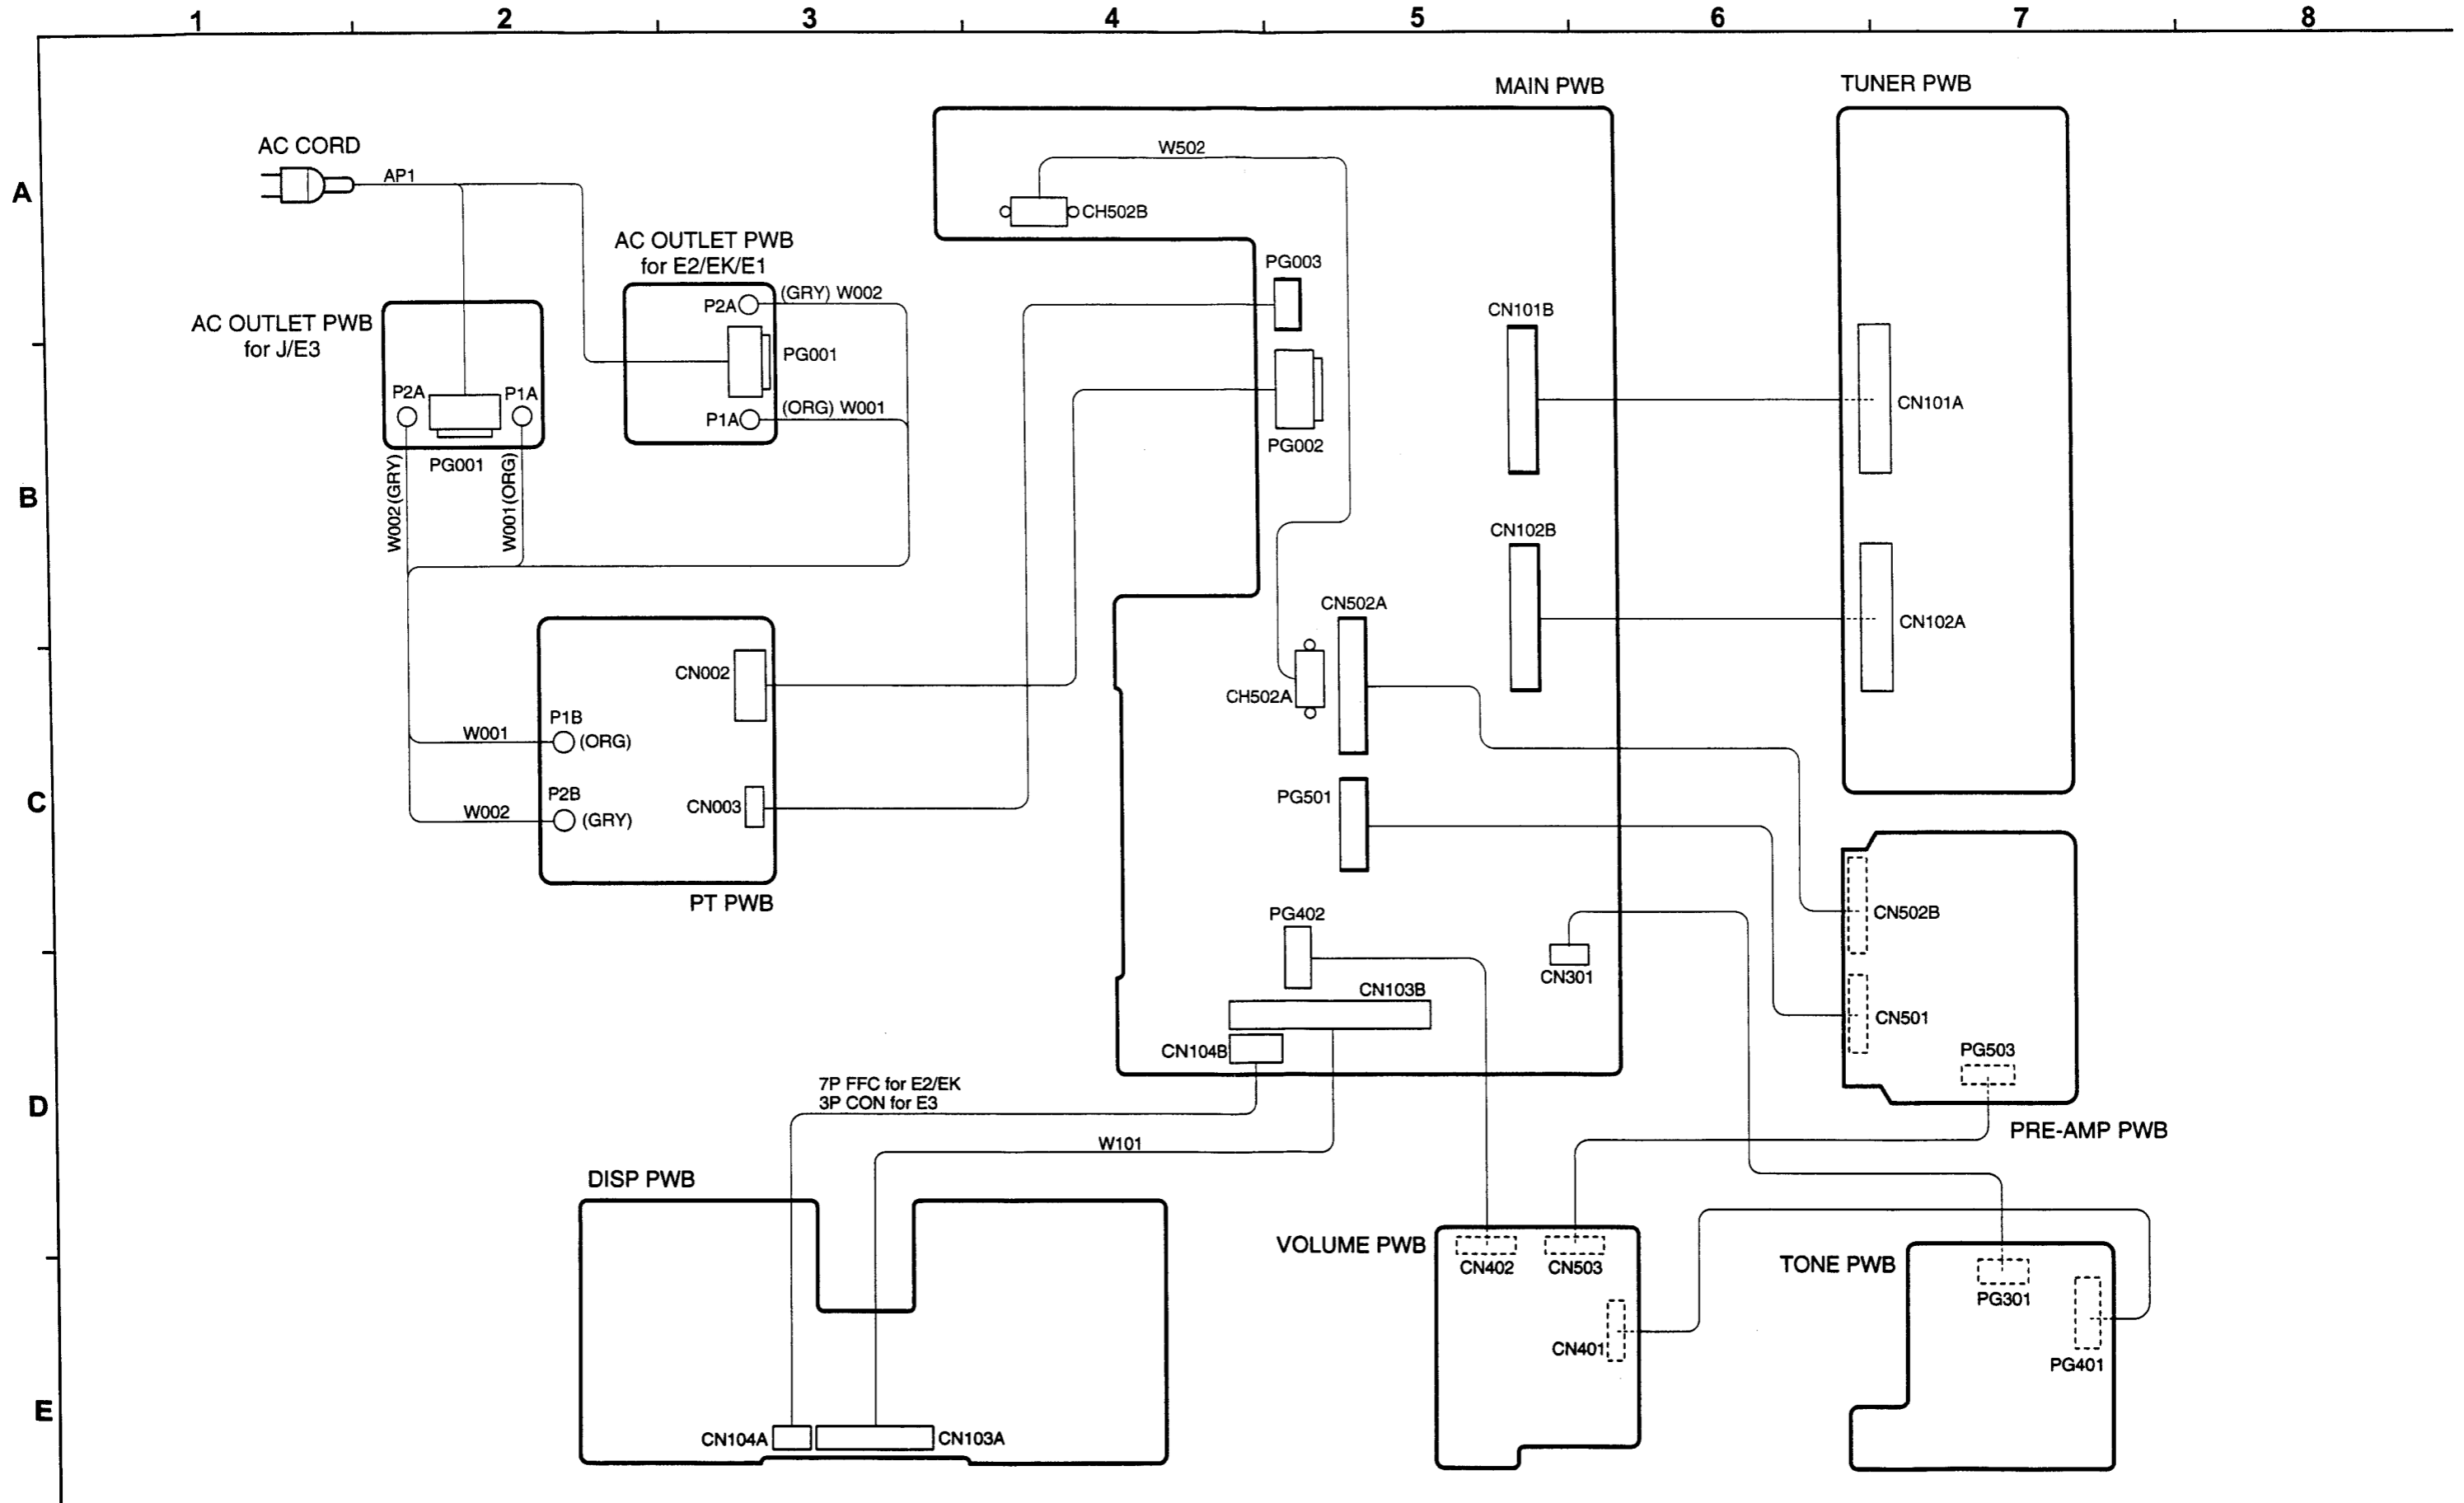 1 2 3 4 5 6 7 8
MAIN PWB
TUNER PWB
AC CORD
AP1
A
W502
CH502B
AC OUTLET PWB
for E2/EK/E1
PG003
P2A
(GRY) W002
CN101B
AC OUTLET PWB
for J/E3
PG001
P2A
P1A
P1A
(ORG) W001
CN101A
PG002
PG001
W002 (GRY)
W001 (ORG)
B
CN102B
CN502A
CN102A
CN002
CH502A
P1B
W001
(ORG)
PG501
C
P2B
CN003
W002
(GRY)
PT PWB
PG402
CN502B
CN301
CN103B
CN501
CN104B
PG503
7P FFC for E2/EK
3P CON for E3
D
PRE-AMP PWB
W101
DISP PWB
VOLUME PWB
CN402
CN503
TONE PWB
PG301
CN401
PG401
E
CN104A
CN103A